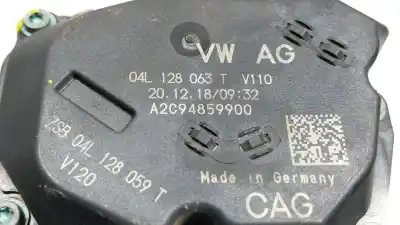 VW AG
04L 128 063 T V110
20.12.18/09:32
A2C94859900
ZSB 04L 128 059 T
V120
Made in Germany
CAG